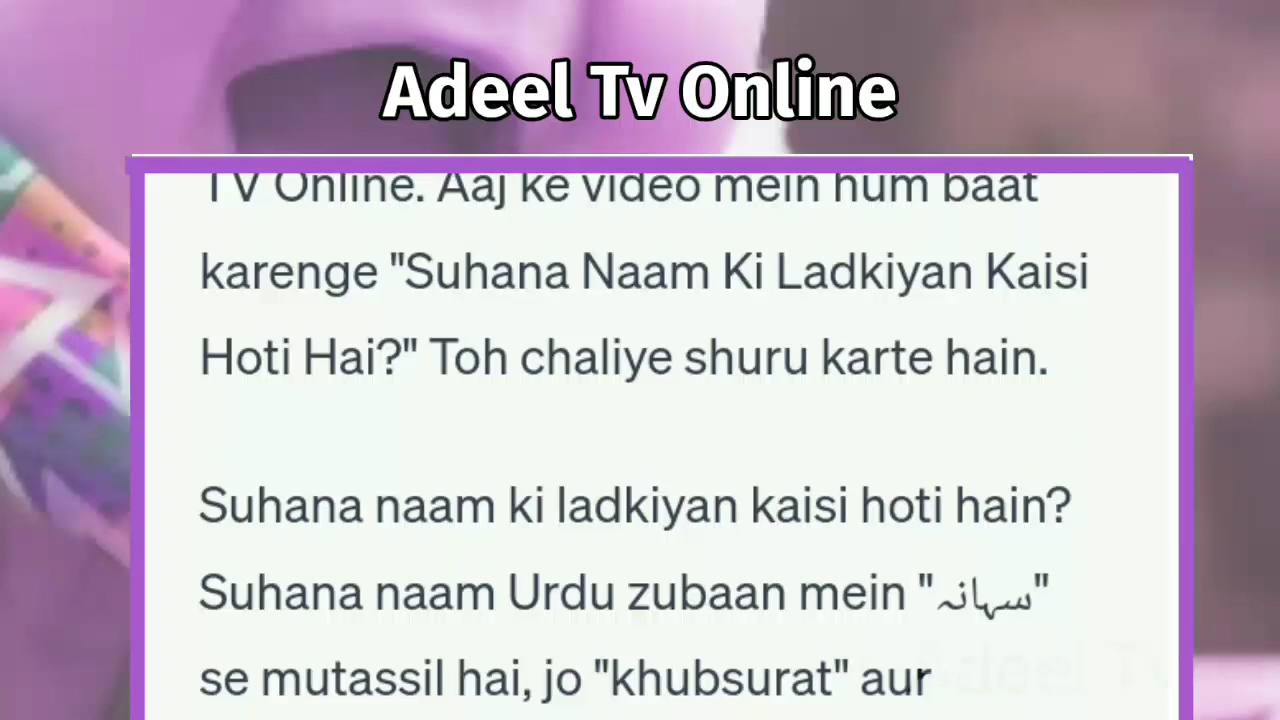 Adeel Tv Online
TV Online. Aaj ke video mein hum baat
karenge "Suhana Naam Ki Ladkiyan Kaisi
Hoti Hai?" Toh chaliye shuru karte hain.
Suhana naam ki ladkiyan kaisi hoti hain?
Suhana naam Urdu zubaan mein "سہانہ"
se mutassil hai, jo "khubsurat" aur
Adeel Tv